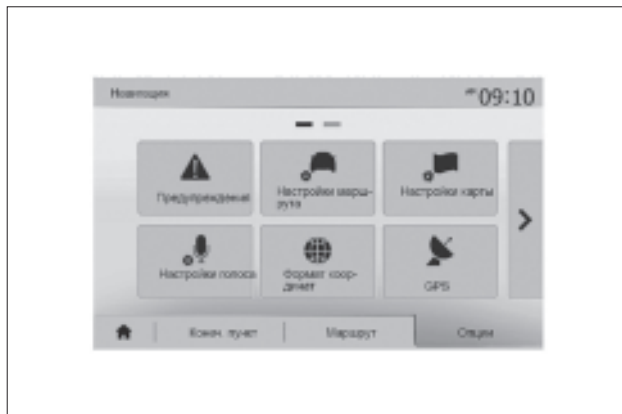 Навигация
09:10
Предупреждения
Настройки марш-
рута
Настройки карты
Настройки голоса
Формат коор-
динат
GPS
Конеч. пункт
Маршрут
Опции